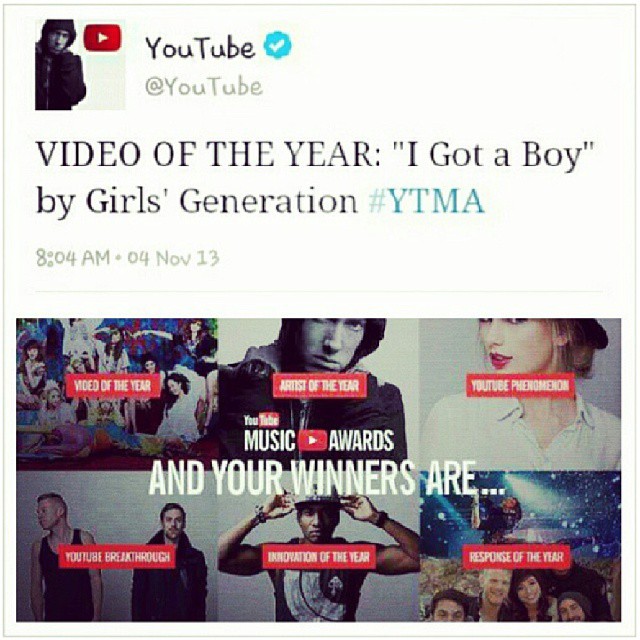 YouTube
@YouTube
VIDEO OF THE YEAR: "I Got a Boy"
by Girls' Generation #YTMA
8:04 AM • 04 Nov 13
VIDEO OF THE YEAR
ARTIST OF THE YEAR
YOUTUBE PHENOMENON
YouTube
MUSIC AWARDS
AND YOUR WINNERS ARE...
YOUTUBE BREAKTHROUGH
INNOVATION OF THE YEAR
RESPONSE OF THE YEAR